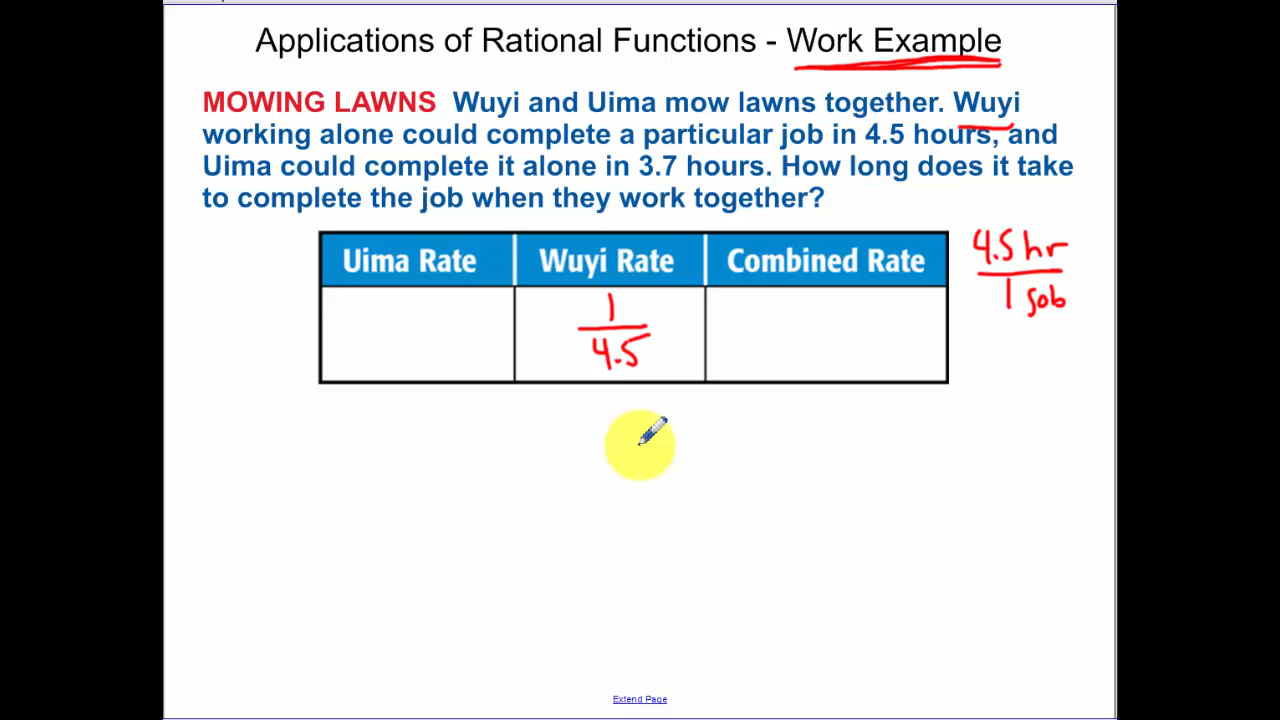 Applications of Rational Functions - Work Example
MOWING LAWNS Wuyi and Uima mow lawns together. Wuyi
working alone could complete a particular job in 4.5 hours, and
Uima could complete it alone in 3.7 hours. How long does it take
to complete the job when they work together?
Uima Rate Wuyi Rate Combined Rate
1
4.5
4.5 hr
1 job
Extend Page